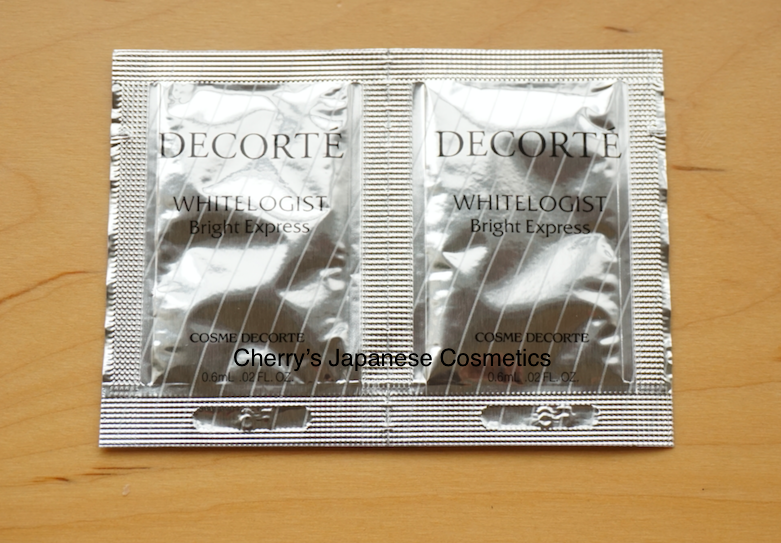 DECORTÉ
WHITELOGIST
Bright Express
COSME DECORTE
0.6mL .02 FL. OZ.
DECORTÉ
WHITELOGIST
Bright Express
COSME DECORTE
0.6mL .02 FL. OZ.
Cherry's Japanese Cosmetics